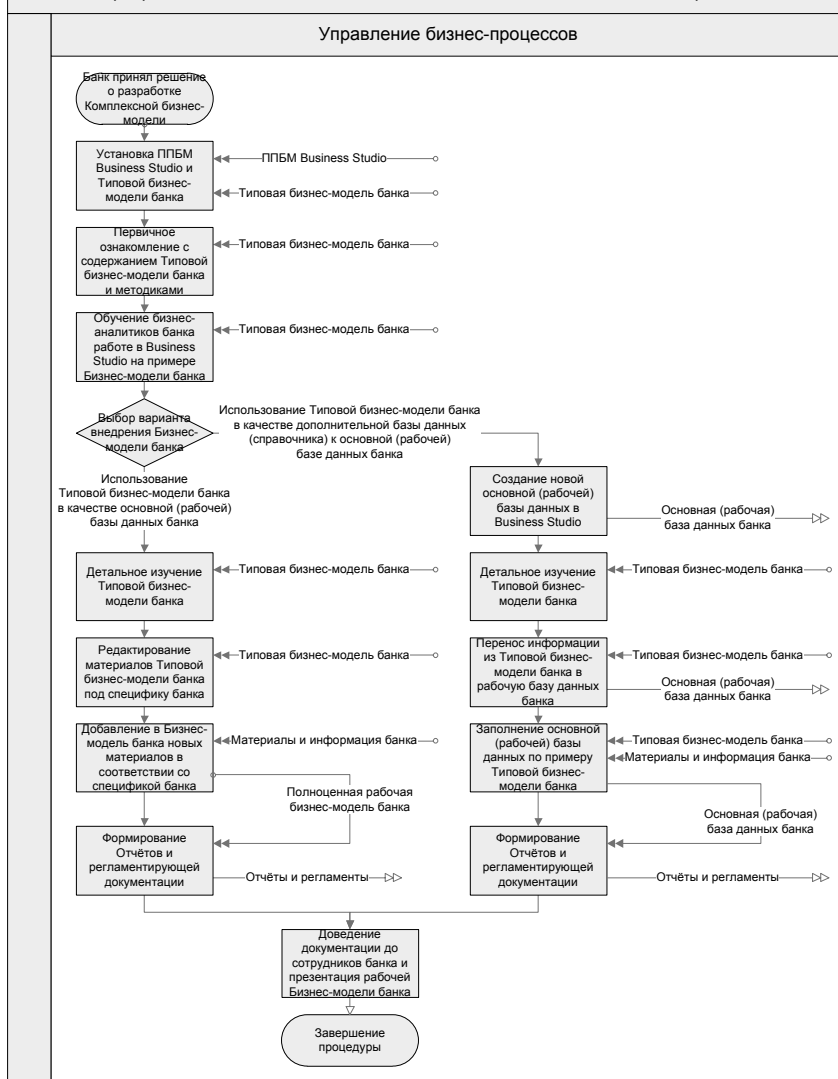 Управление бизнес-процессов
Банк принял решение
о разработке
Комплексной бизнес-
модели
Установка ППБМ
Business Studio и
Типовой бизнес-
модели банка
ППБМ Business Studio
Типовая бизнес-модель банка
Первичное
ознакомление с
содержанием Типовой
бизнес-модели банка
и методиками
Типовая бизнес-модель банка
Обучение бизнес-
аналитиков банка
работе в Business
Studio на примере
Бизнес-модели банка
Типовая бизнес-модель банка
Выбор варианта
внедрения Бизнес-
модели банка
Использование Типовой бизнес-модели банка
в качестве дополнительной базы данных
(справочника) к основной (рабочей)
базе данных банка
Использование
Типовой бизнес-модели банка
в качестве основной (рабочей)
базы данных банка
Создание новой
основной (рабочей)
базы данных в
Business Studio
Основная (рабочая)
база данных банка
Детальное изучение
Типовой бизнес-
модели банка
Типовая бизнес-модель банка
Детальное изучение
Типовой бизнес-
модели банка
Типовая бизнес-модель банка
Редактирование
материалов Типовой
бизнес-модели банка
под специфику банка
Типовая бизнес-модель банка
Перенос информации
из Типовой бизнес-
модели банка в
рабочую базу данных
банка
Типовая бизнес-модель банка
Основная (рабочая)
база данных банка
Добавление в Бизнес-
модель банка новых
материалов в
соответствии со
спецификой банка
Материалы и информация банка
Полноценная рабочая
бизнес-модель банка
Заполнение основной
(рабочей) базы
данных по примеру
Типовой бизнес-
модели банка
Типовая бизнес-модель банка
Материалы и информация банка
Основная (рабочая)
база данных банка
Формирование
Отчётов и
регламентирующей
документации
Отчёты и регламенты
Формирование
Отчётов и
регламентирующей
документации
Отчёты и регламенты
Доведение
документации до
сотрудников банка и
презентация рабочей
Бизнес-модели банка
Завершение
процедуры